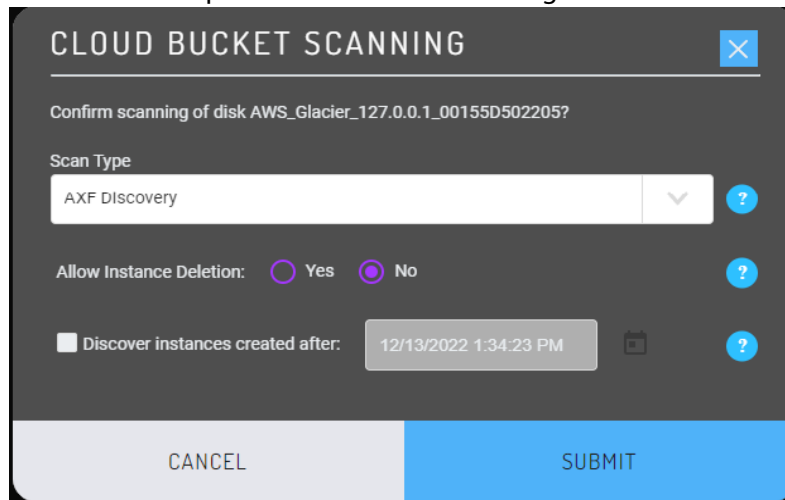 CLOUD BUCKET SCANNING
Confirm scanning of disk AWS_Glacier_127.0.0.1_00155D502205?
Scan Type
AXF Discovery
?
Allow Instance Deletion: Yes No
?
Discover instances created after: 12/13/2022 1:34:23 PM
?
CANCEL SUBMIT